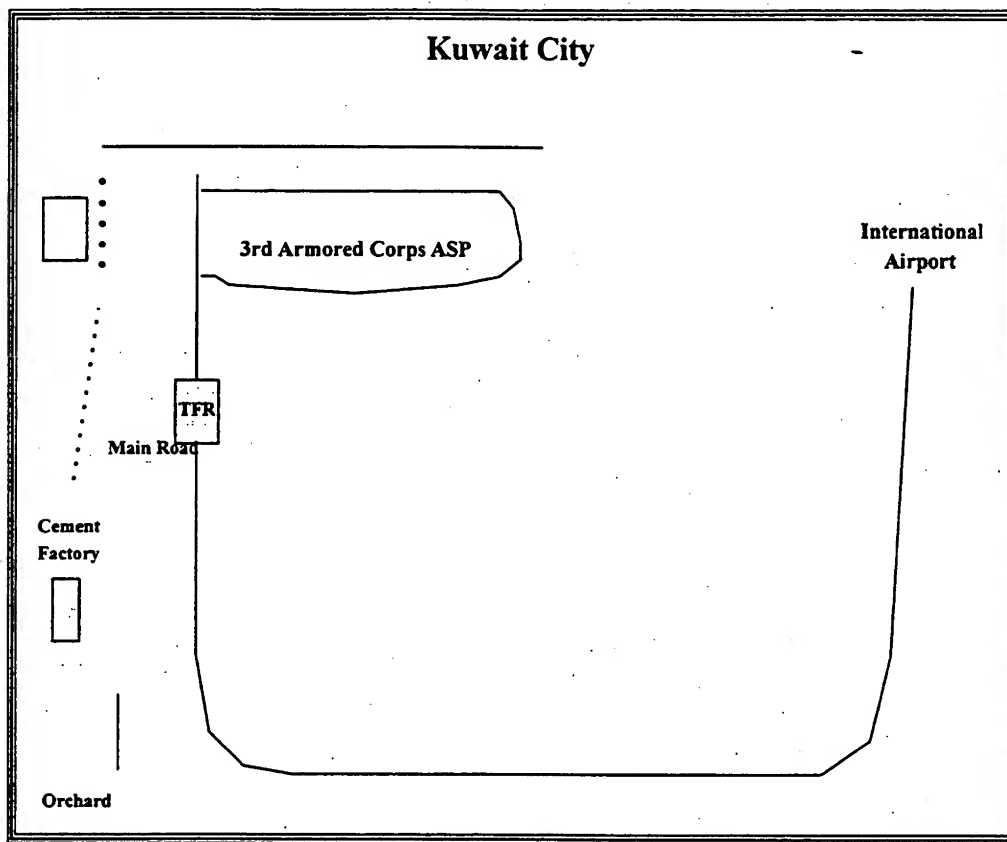 Kuwait City
3rd Armored Corps ASP
International
Airport
TFR
Main Road
Cement
Factory
Orchard